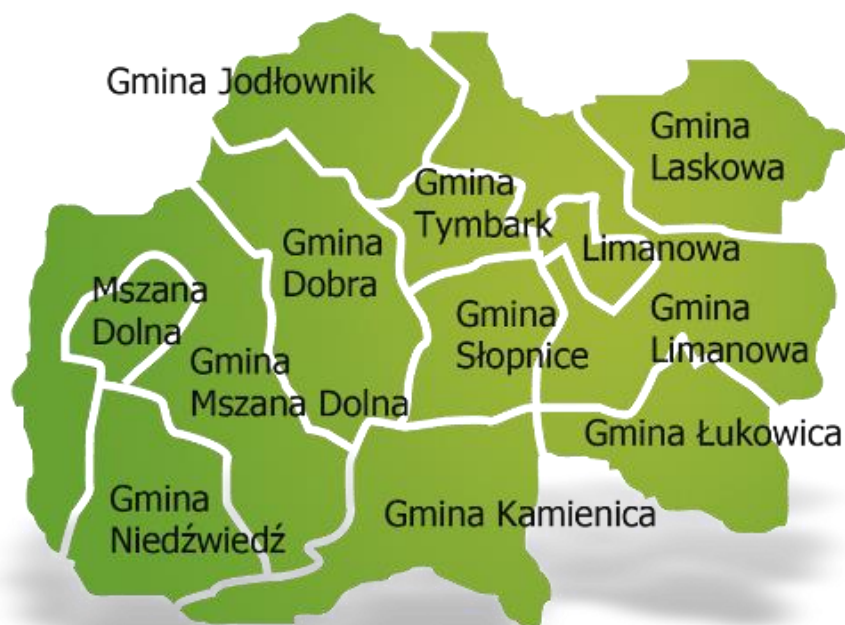 Gmina Jodłownik
Gmina
Laskowa
Gmina
Tymbark
Gmina
Dobra
Limanowa
Mszana
Dolna
Gmina
Słopnice
Gmina
Limanowa
Gmina
Mszana Dolna
Gmina Łukowica
Gmina
Niedźwiedź
Gmina Kamienica